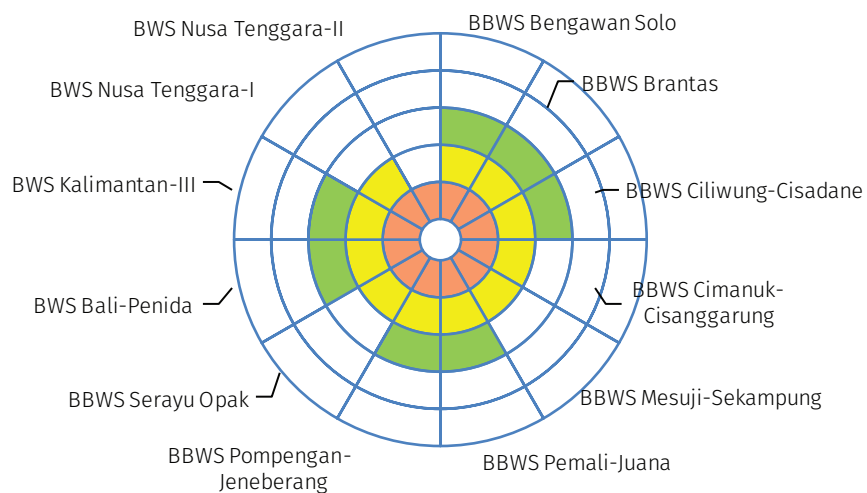 BWS Nusa Tenggara-II
BBWS Bengawan Solo
BWS Nusa Tenggara-I
BBWS Brantas
BWS Kalimantan-III
BBWS Ciliwung-Cisadane
BWS Bali-Penida
BBWS Cimanuk-
Cisanggarung
BBWS Serayu Opak
BBWS Mesuji-Sekampung
BBWS Pompengan-
Jeneberang
BBWS Pemali-Juana